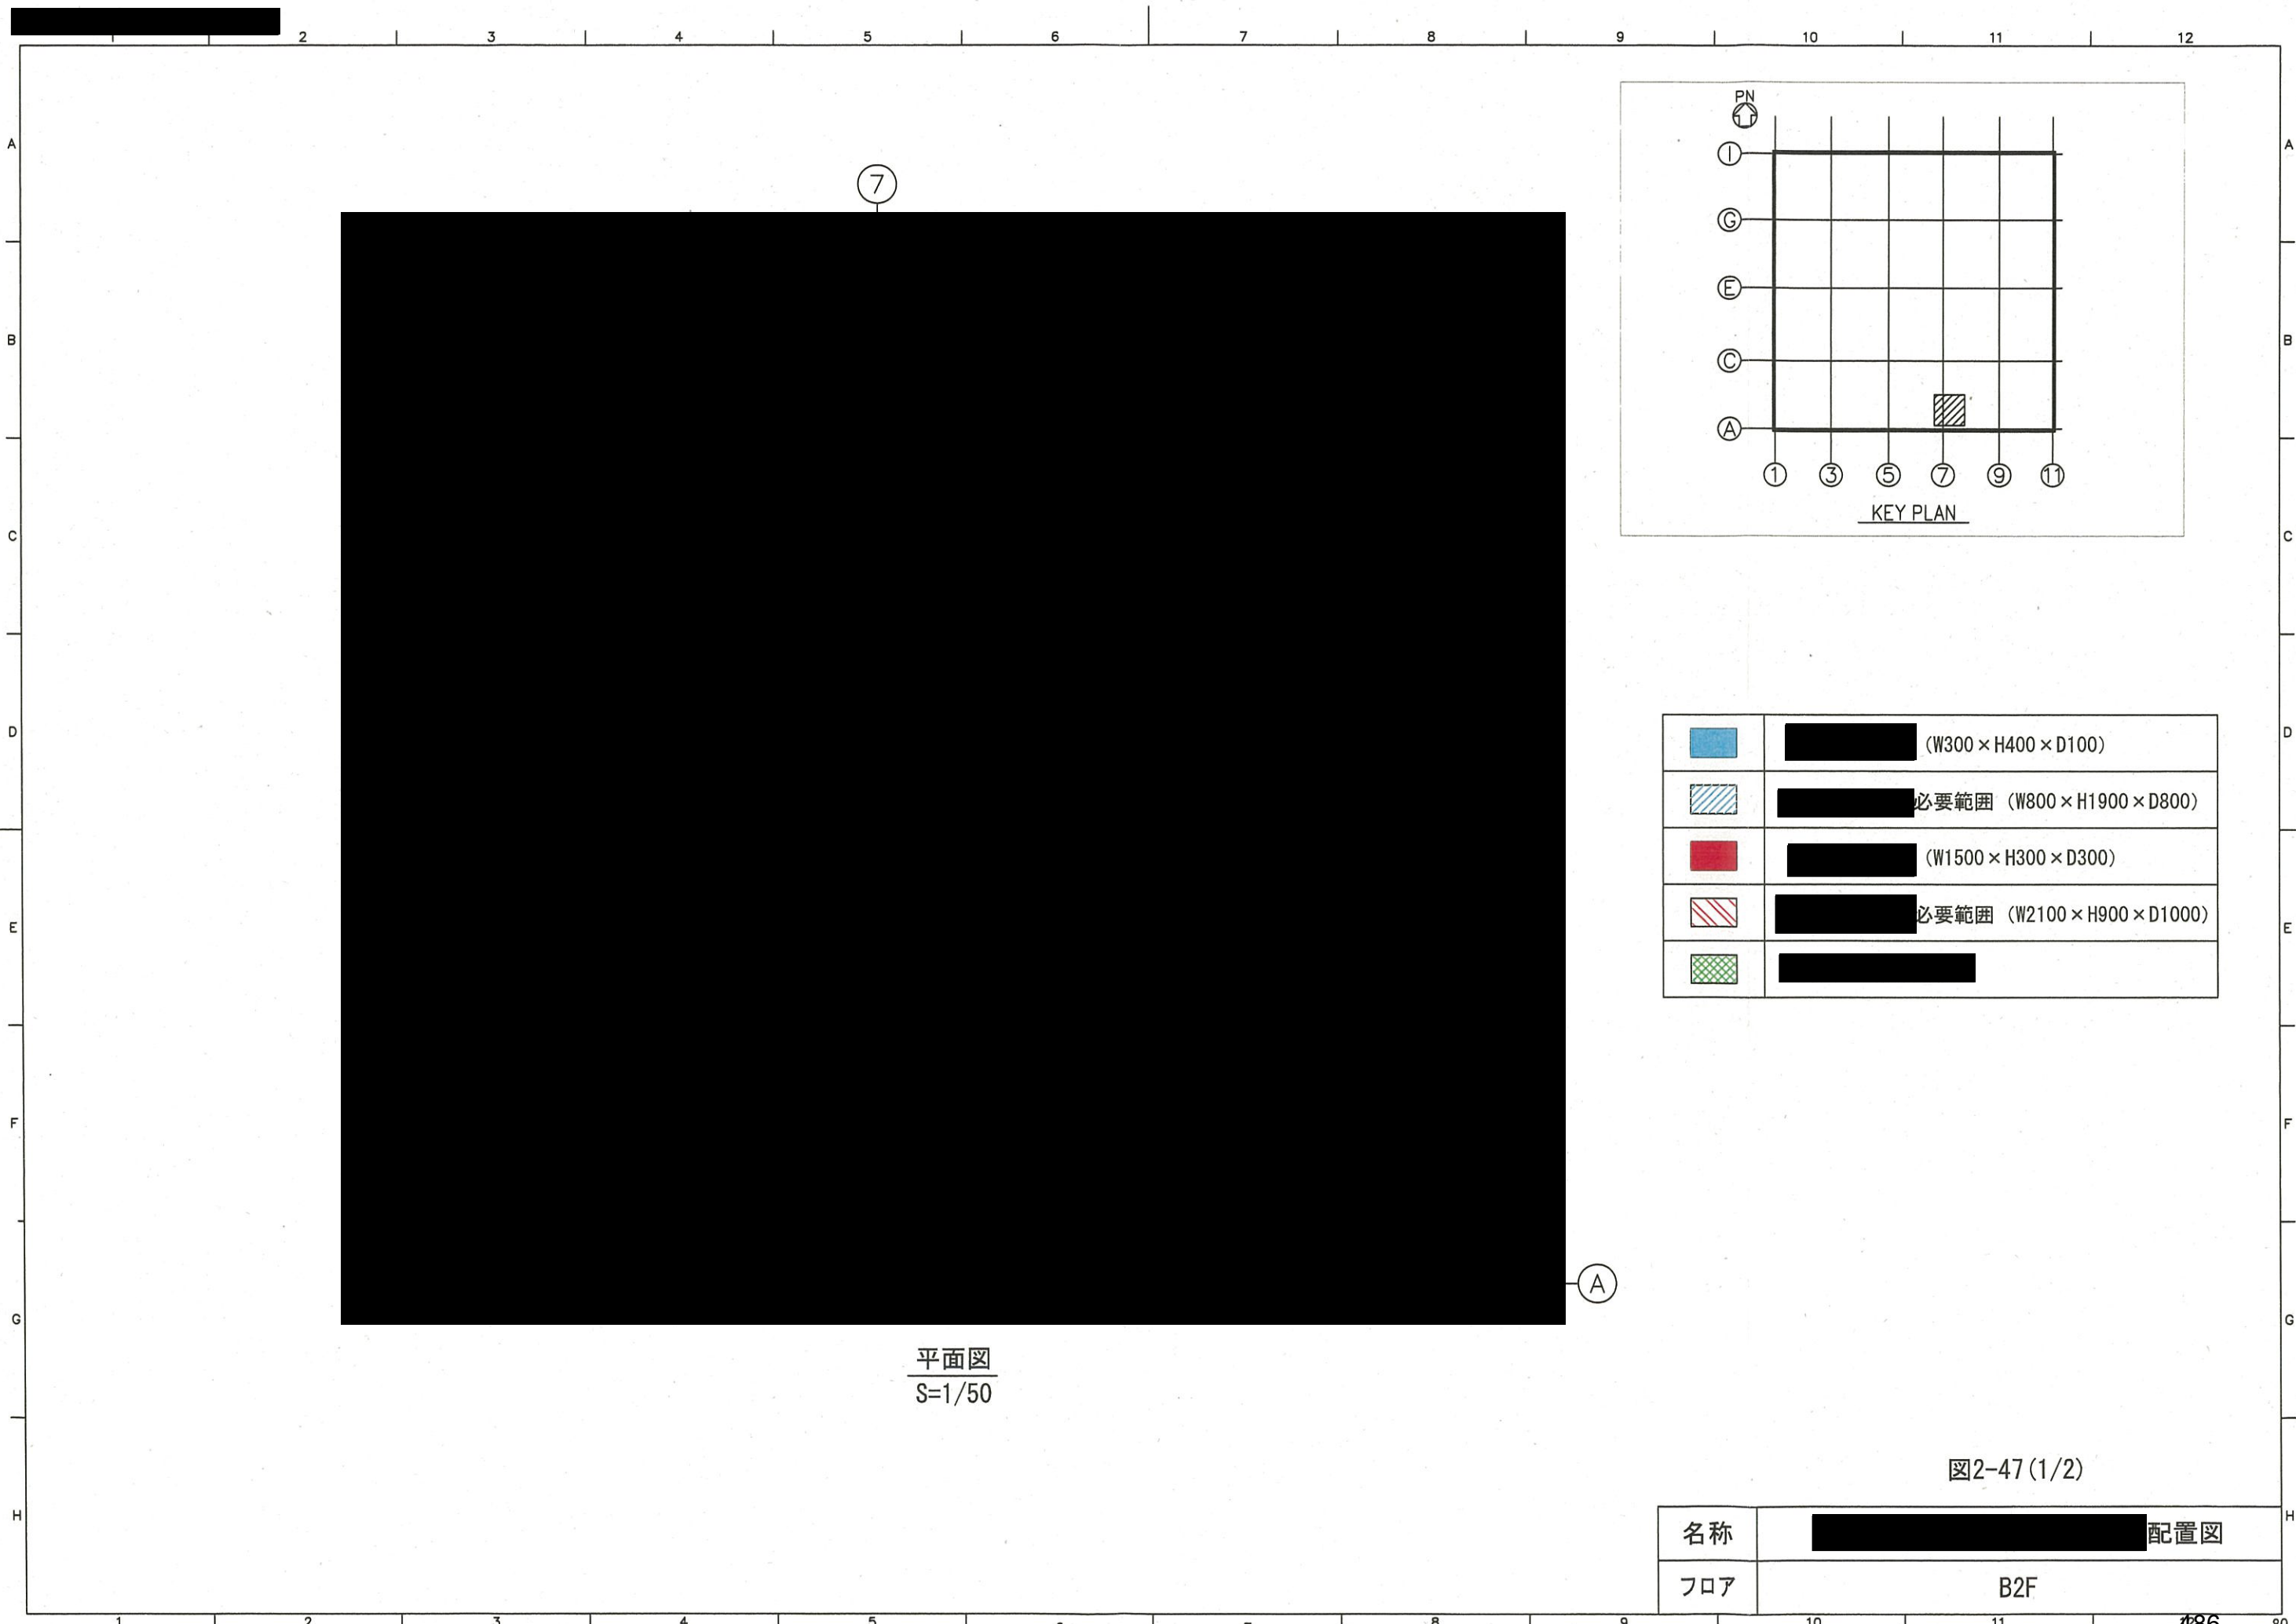 2 3 4 5 6 7 8 9 10 11 12
A A
B B
C C
D D
E E
F F
G G
H H
7
A
PN
I
G
E
C
A
1 3 5 7 9 11
KEY PLAN
(W300×H400×D100)
必要範囲 (W800×H1900×D800)
(W1500×H300×D300)
必要範囲 (W2100×H900×D1000)
平面図
S=1/50
図2-47(1/2)
名称 配置図
フロア B2F